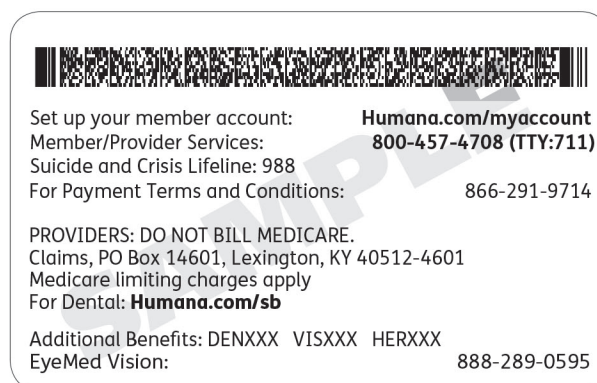 Set up your member account: Humana.com/myaccount
Member/Provider Services: 800-457-4708 (TTY:711)
Suicide and Crisis Lifeline: 988
For Payment Terms and Conditions: 866-291-9714
PROVIDERS: DO NOT BILL MEDICARE.
Claims, PO Box 14601, Lexington, KY 40512-4601
Medicare limiting charges apply
For Dental: Humana.com/sb
Additional Benefits: DENXXX VISXXX HERXXX
EyeMed Vision: 888-289-0595
SAMPLE